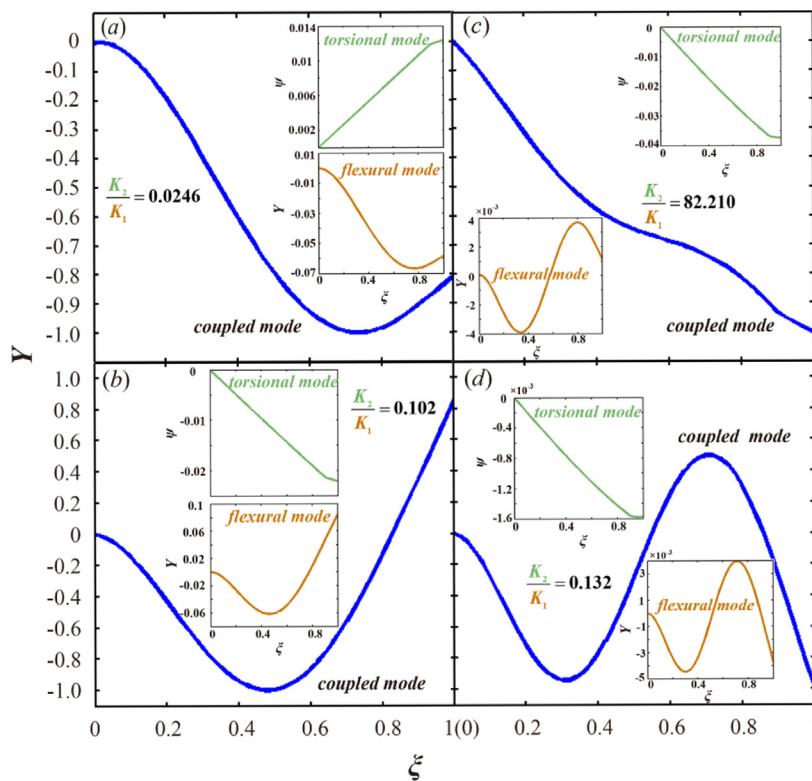 (a)
0
-0.1
-0.2
-0.3
-0.4
-0.5
-0.6
-0.7
-0.8
-0.9
-1.0
K₂/K₁ = 0.0246
coupled mode
0.014
0.010
0.006
0.002
ψ
torsional mode
0.01
-0.01
-0.03
-0.05
-0.07
Y
flexural mode
0 0.4 0.8
ξ
(c)
0
-0.01
-0.02
-0.03
-0.04
ψ
torsional mode
0 0.4 0.8
ξ
K₂/K₁ = 82.210
×10⁻³
4
2
0
-2
-4
Y
flexural mode
0 0.4 0.8
ξ
coupled mode
Y
(b)
1.0
0.8
0.6
0.4
0.2
0
-0.2
-0.4
-0.6
-0.8
-1.0
0
-0.01
-0.02
ψ
torsional mode
K₂/K₁ = 0.102
0.1
0.06
0.02
-0.02
-0.06
Y
flexural mode
0 0.4 0.8
ξ
coupled mode
(d)
×10⁻³
0
-0.4
-0.8
-1.2
-1.6
ψ
torsional mode
0 0.4 0.8
ξ
coupled mode
K₂/K₁ = 0.132
×10⁻³
3
1
-1
-3
-5
Y
flexural mode
0 0.4 0.8
ξ
0 0.2 0.4 0.6 0.8 1(0) 0.2 0.4 0.6 0.8 1
ξ